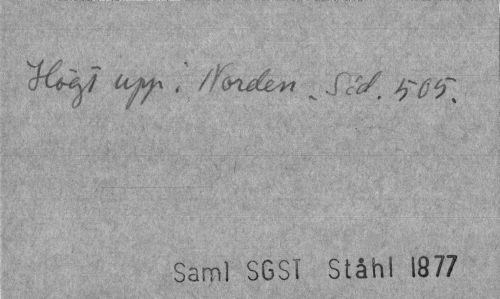 Högt upp i Norden. Sid. 505.
Saml SGST Ståhl 1877